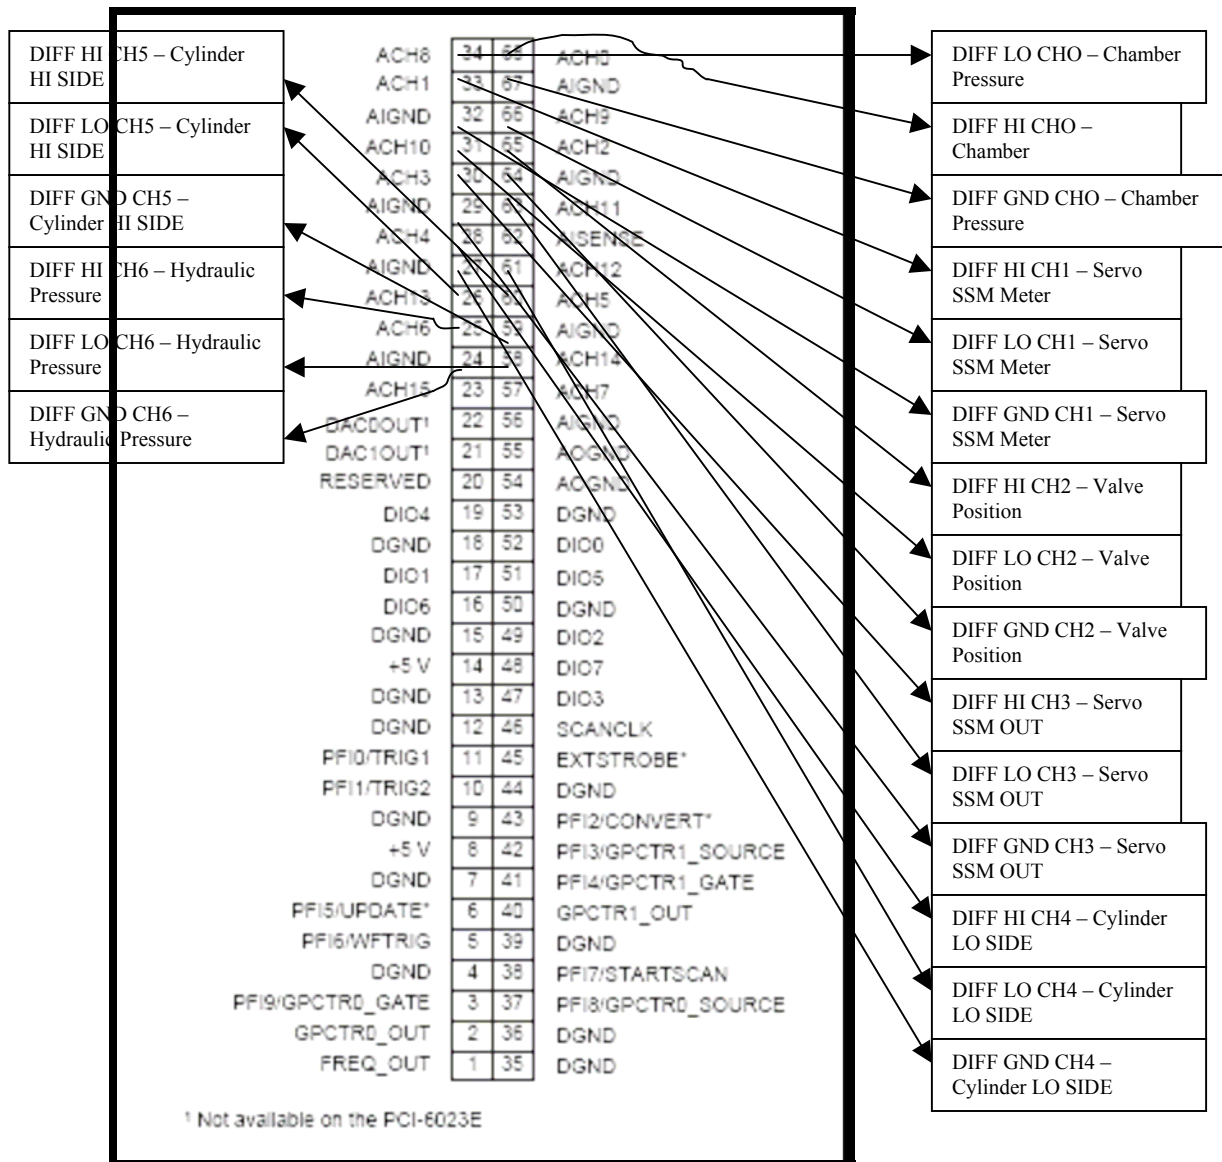 DIFF HI CH5 – Cylinder
HI SIDE
DIFF LO CH5 – Cylinder
HI SIDE
DIFF GND CH5 –
Cylinder HI SIDE
DIFF HI CH6 – Hydraulic
Pressure
DIFF LO CH6 – Hydraulic
Pressure
DIFF GND CH6 –
Hydraulic Pressure
ACH8 34 68 ACH0
ACH1 33 67 AIGND
AIGND 32 66 ACH9
ACH10 31 65 ACH2
ACH3 30 64 AIGND
AIGND 29 63 ACH11
ACH4 28 62 AISENSE
AIGND 27 61 ACH12
ACH13 26 60 ACH5
ACH6 25 59 AIGND
AIGND 24 58 ACH14
ACH15 23 57 ACH7
DAC0OUT¹ 22 56 AIGND
DAC1OUT¹ 21 55 AOGND
RESERVED 20 54 AOGND
DIO4 19 53 DGND
DGND 18 52 DIO0
DIO1 17 51 DIO5
DIO6 16 50 DGND
DGND 15 49 DIO2
+5 V 14 48 DIO7
DGND 13 47 DIO3
DGND 12 46 SCANCLK
PFI0/TRIG1 11 45 EXTSTROBE*
PFI1/TRIG2 10 44 DGND
DGND 9 43 PFI2/CONVERT*
+5 V 8 42 PFI3/GPCTR1_SOURCE
DGND 7 41 PFI4/GPCTR1_GATE
PFI5/UPDATE* 6 40 GPCTR1_OUT
PFI6/WFTRIG 5 39 DGND
DGND 4 38 PFI7/STARTSCAN
PFI9/GPCTR0_GATE 3 37 PFI8/GPCTR0_SOURCE
GPCTR0_OUT 2 36 DGND
FREQ_OUT 1 35 DGND
¹ Not available on the PCI-6023E
DIFF LO CHO – Chamber
Pressure
DIFF HI CHO –
Chamber
DIFF GND CHO – Chamber
Pressure
DIFF HI CH1 – Servo
SSM Meter
DIFF LO CH1 – Servo
SSM Meter
DIFF GND CH1 – Servo
SSM Meter
DIFF HI CH2 – Valve
Position
DIFF LO CH2 – Valve
Position
DIFF GND CH2 – Valve
Position
DIFF HI CH3 – Servo
SSM OUT
DIFF LO CH3 – Servo
SSM OUT
DIFF GND CH3 – Servo
SSM OUT
DIFF HI CH4 – Cylinder
LO SIDE
DIFF LO CH4 – Cylinder
LO SIDE
DIFF GND CH4 –
Cylinder LO SIDE